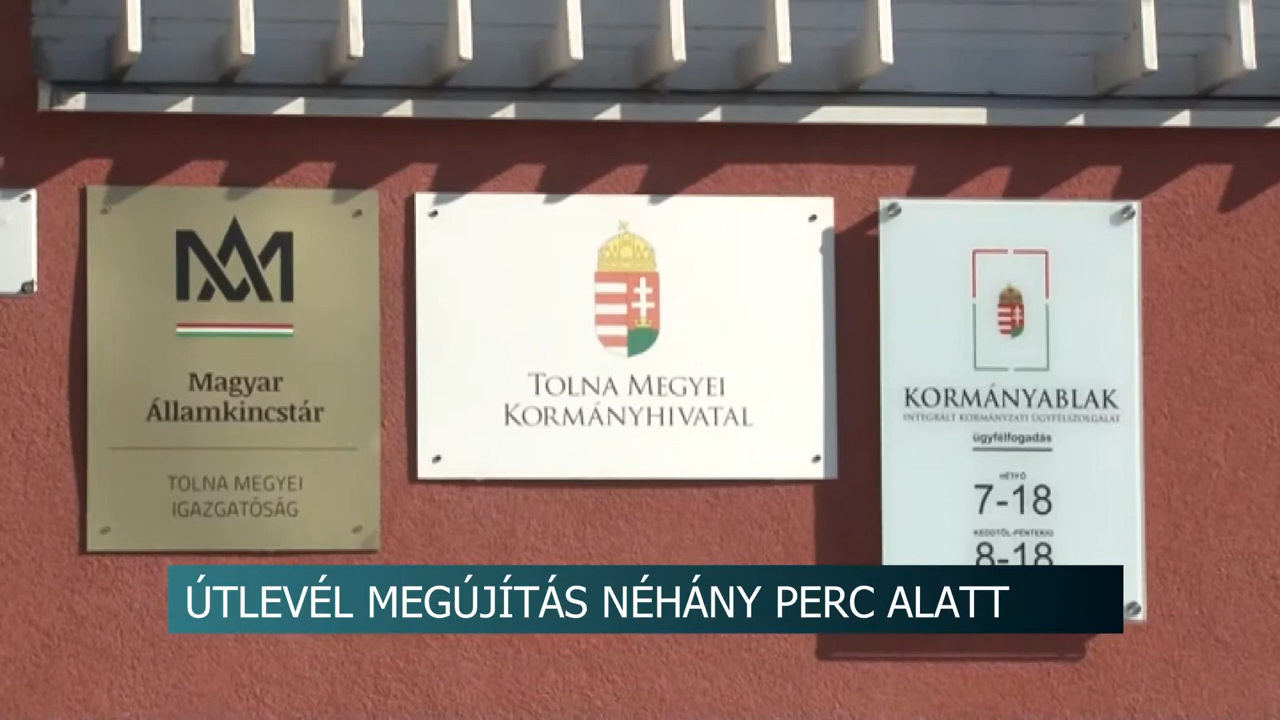 Magyar
Államkincstár
TOLNA MEGYEI
IGAZGATÓSÁG
TOLNA MEGYEI
KORMÁNYHIVATAL
KORMÁNYABLAK
INTEGRÁLT KORMÁNYZATI ÜGYFÉLSZOLGÁLAT
ügyfélfogadás
HÉTFŐ
7-18
KEDDTŐL-PÉNTEKIG
8-18
ÚTLEVÉL MEGÚJÍTÁS NÉHÁNY PERC ALATT